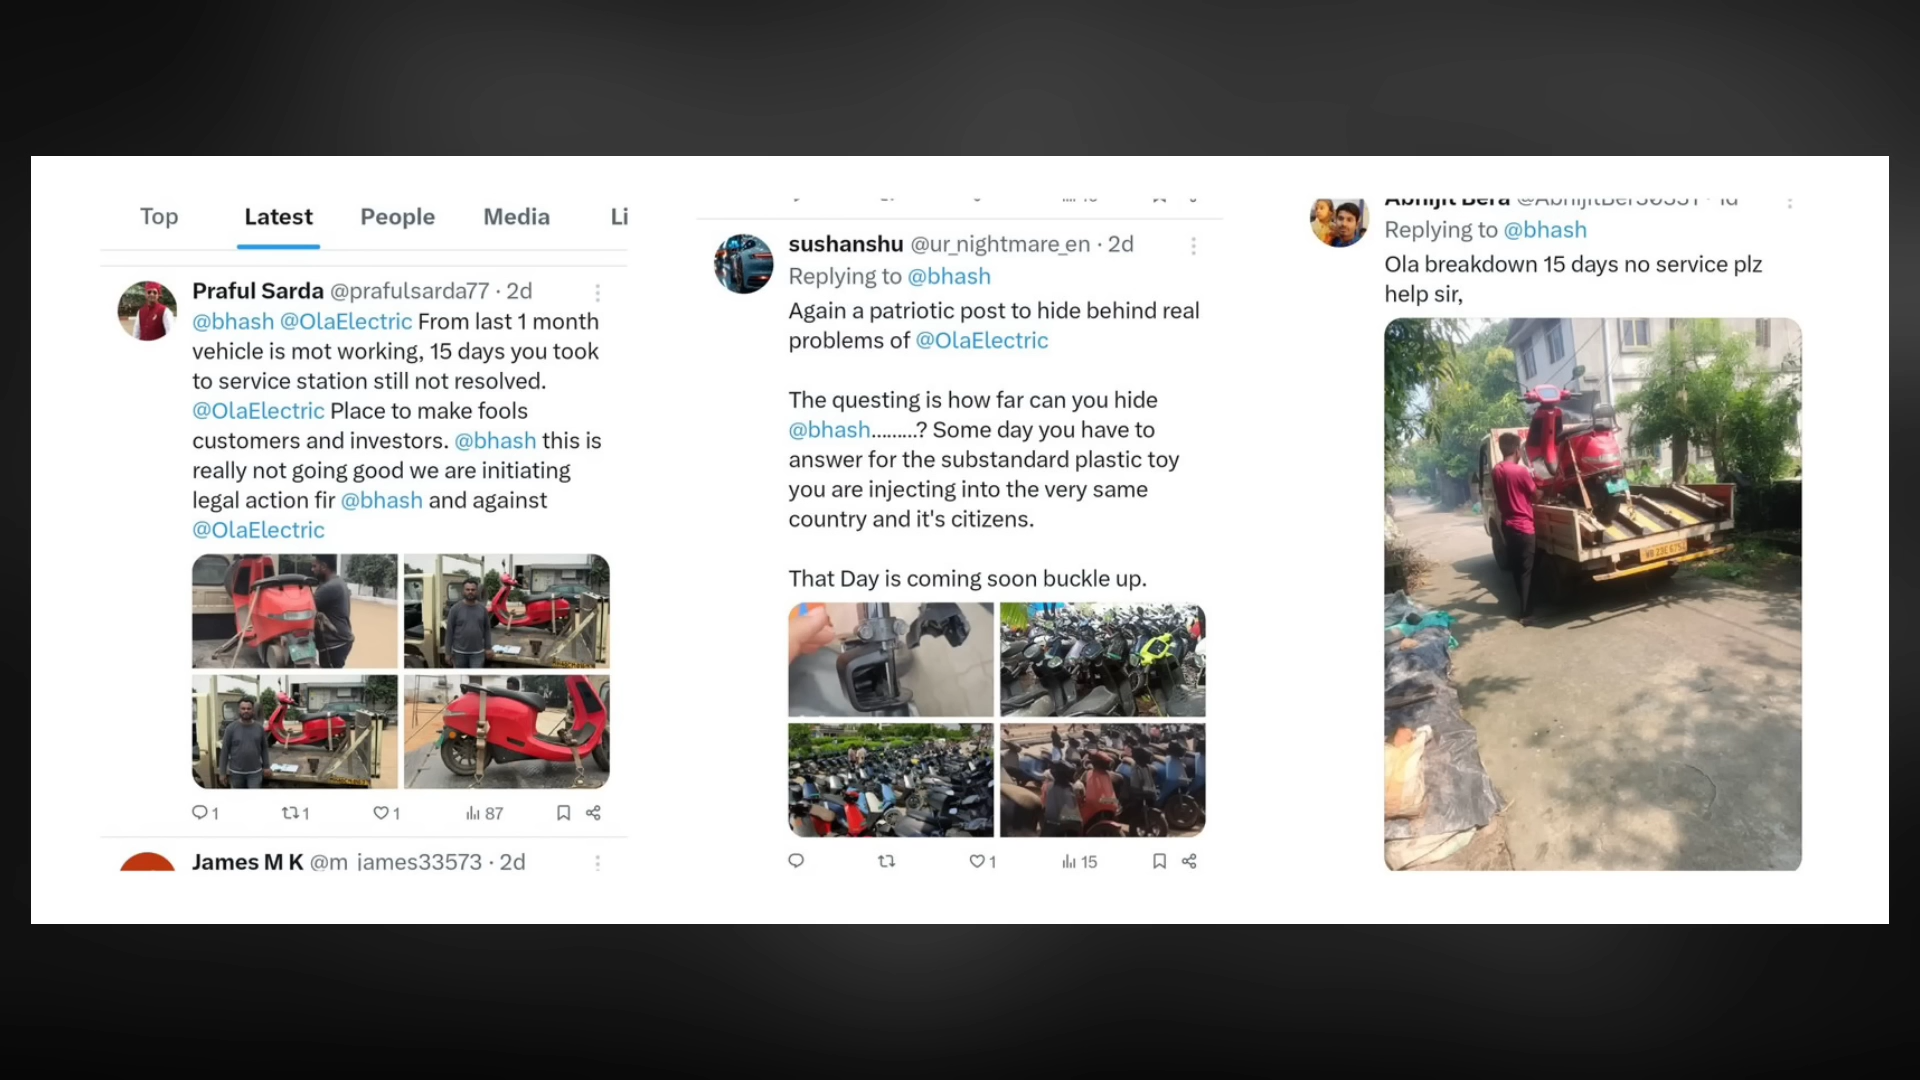 Top Latest People Media Li
Praful Sarda @prafulsarda77 · 2d
@bhash @OlaElectric From last 1 month
vehicle is mot working, 15 days you took
to service station still not resolved.
@OlaElectric Place to make fools
customers and investors. @bhash this is
really not going good we are initiating
legal action fir @bhash and against
@OlaElectric
1 1 1 87
James M K @m_james33573 · 2d
sushanshu @ur_nightmare_en · 2d
Replying to @bhash
Again a patriotic post to hide behind real
problems of @OlaElectric
The questing is how far can you hide
@bhash.........? Some day you have to
answer for the substandard plastic toy
you are injecting into the very same
country and it's citizens.
That Day is coming soon buckle up.
1 15
Abhijit Bera
Replying to @bhash
Ola breakdown 15 days no service plz
help sir,